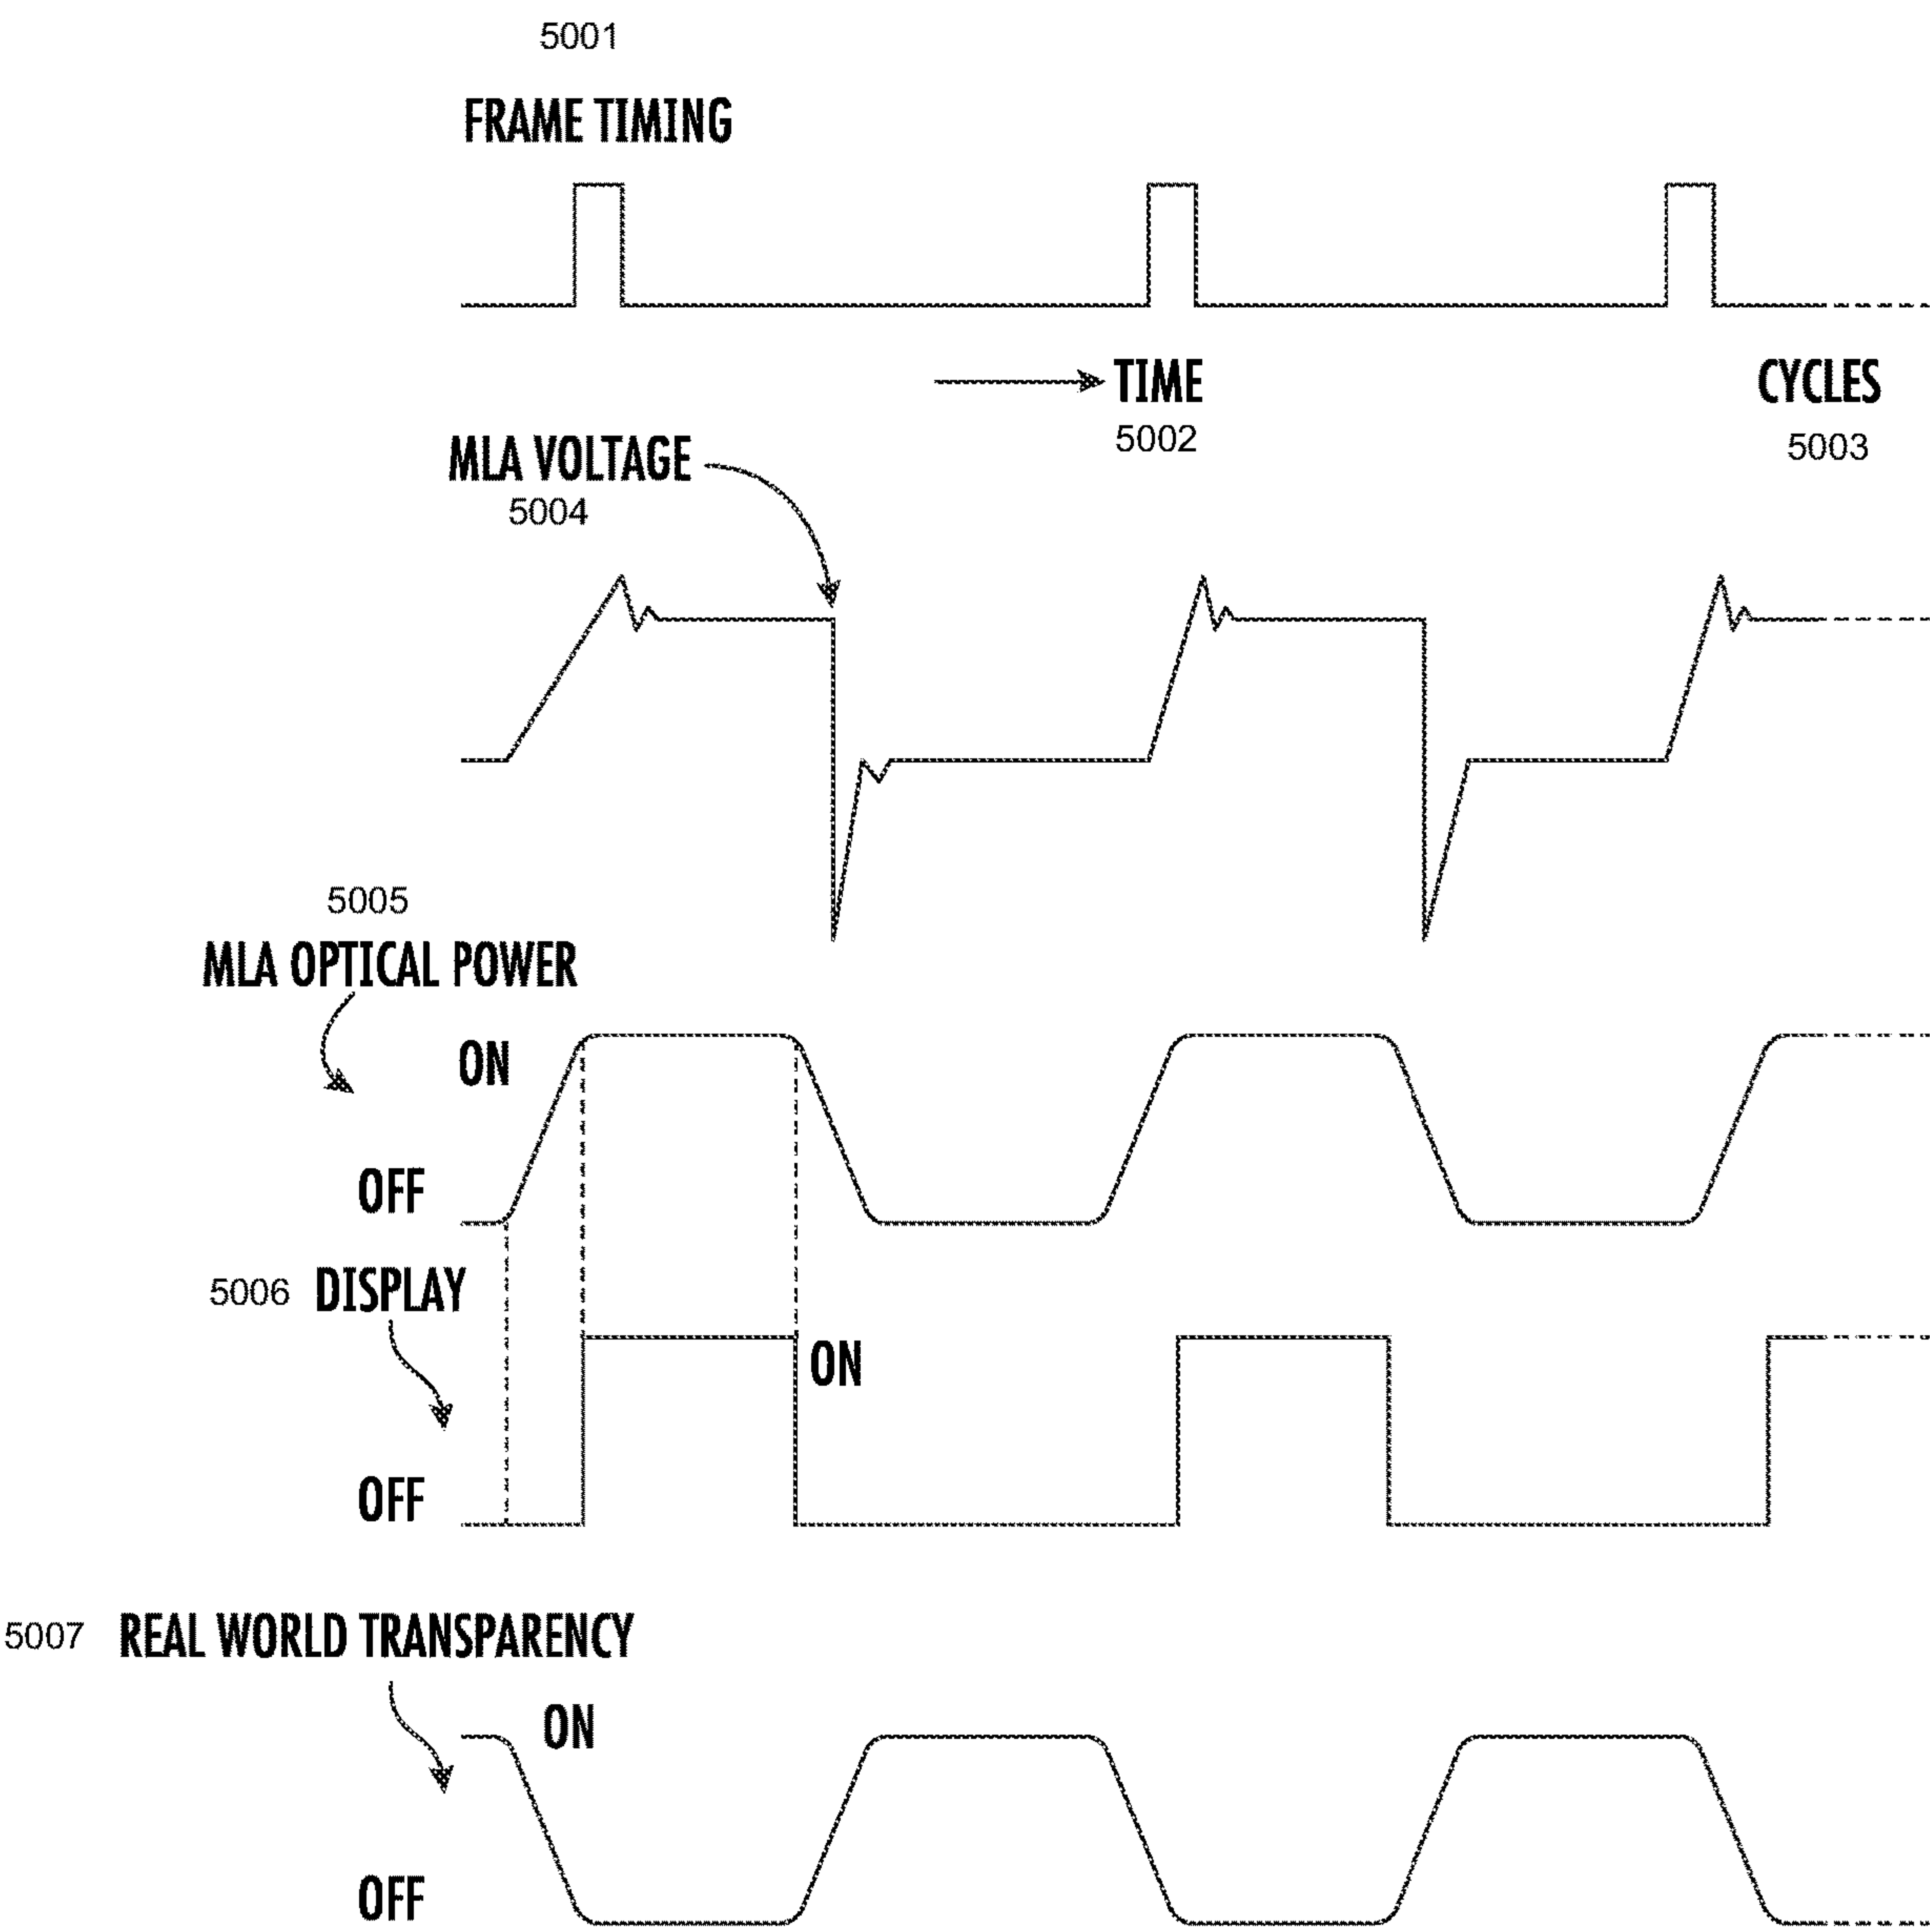 5001
FRAME TIMING
TIME
5002
CYCLES
5003
MLA VOLTAGE
5004
5005
MLA OPTICAL POWER
ON
OFF
5006 DISPLAY
ON
OFF
5007 REAL WORLD TRANSPARENCY
ON
OFF